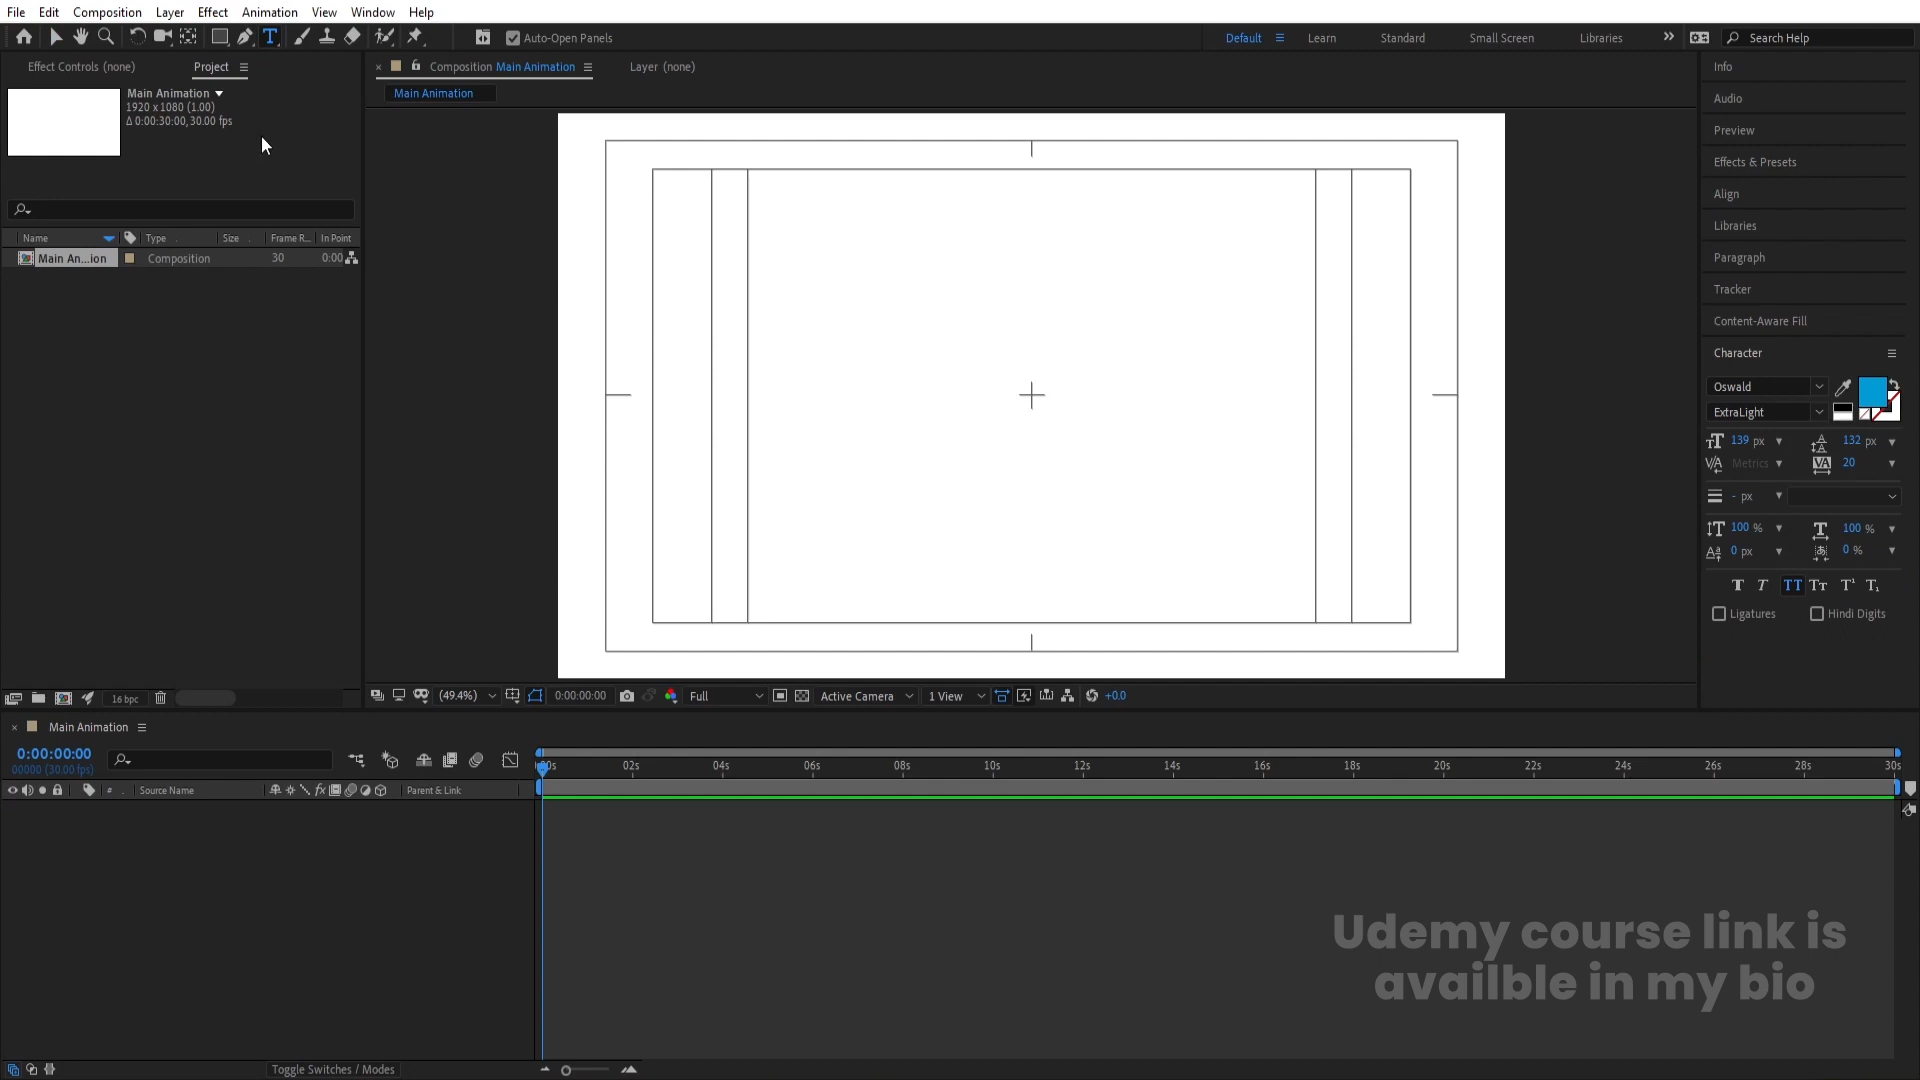 File Edit Composition Layer Effect Animation View Window Help
Auto-Open Panels
Default Learn Standard Small Screen Libraries Search Help
Effect Controls (none) Project
Main Animation
1920 x 1080 (1.00)
Δ 0:00:30:00, 30.00 fps
Name Type Size Frame R... In Point
Main An...ion Composition 30 0:00
16 bpc
Composition Main Animation Layer (none)
Main Animation
(49.4%) 0:00:00:00 Full Active Camera 1 View +0.0
Info
Audio
Preview
Effects & Presets
Align
Libraries
Paragraph
Tracker
Content-Aware Fill
Character
Oswald
ExtraLight
139 px 132 px
Metrics 20
- px
100 % 100 %
0 px 0 %
Ligatures Hindi Digits
Main Animation
0:00:00:00
00000 (30.00 fps)
# Source Name Parent & Link
02s 04s 06s 08s 10s 12s 14s 16s 18s 20s 22s 24s 26s 28s 30s
Udemy course link is
availble in my bio
Toggle Switches / Modes